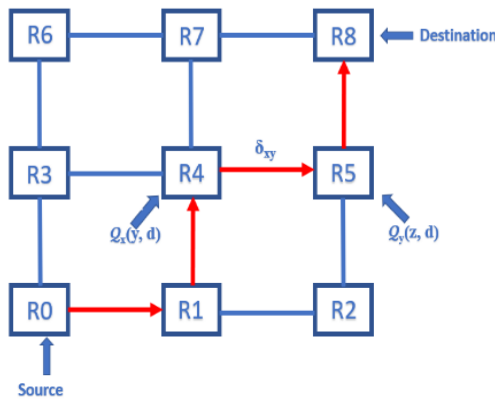 R6 R7 R8 Destination
δxy
R3 R4 R5
Qx(y, d) Qy(z, d)
R0 R1 R2
Source